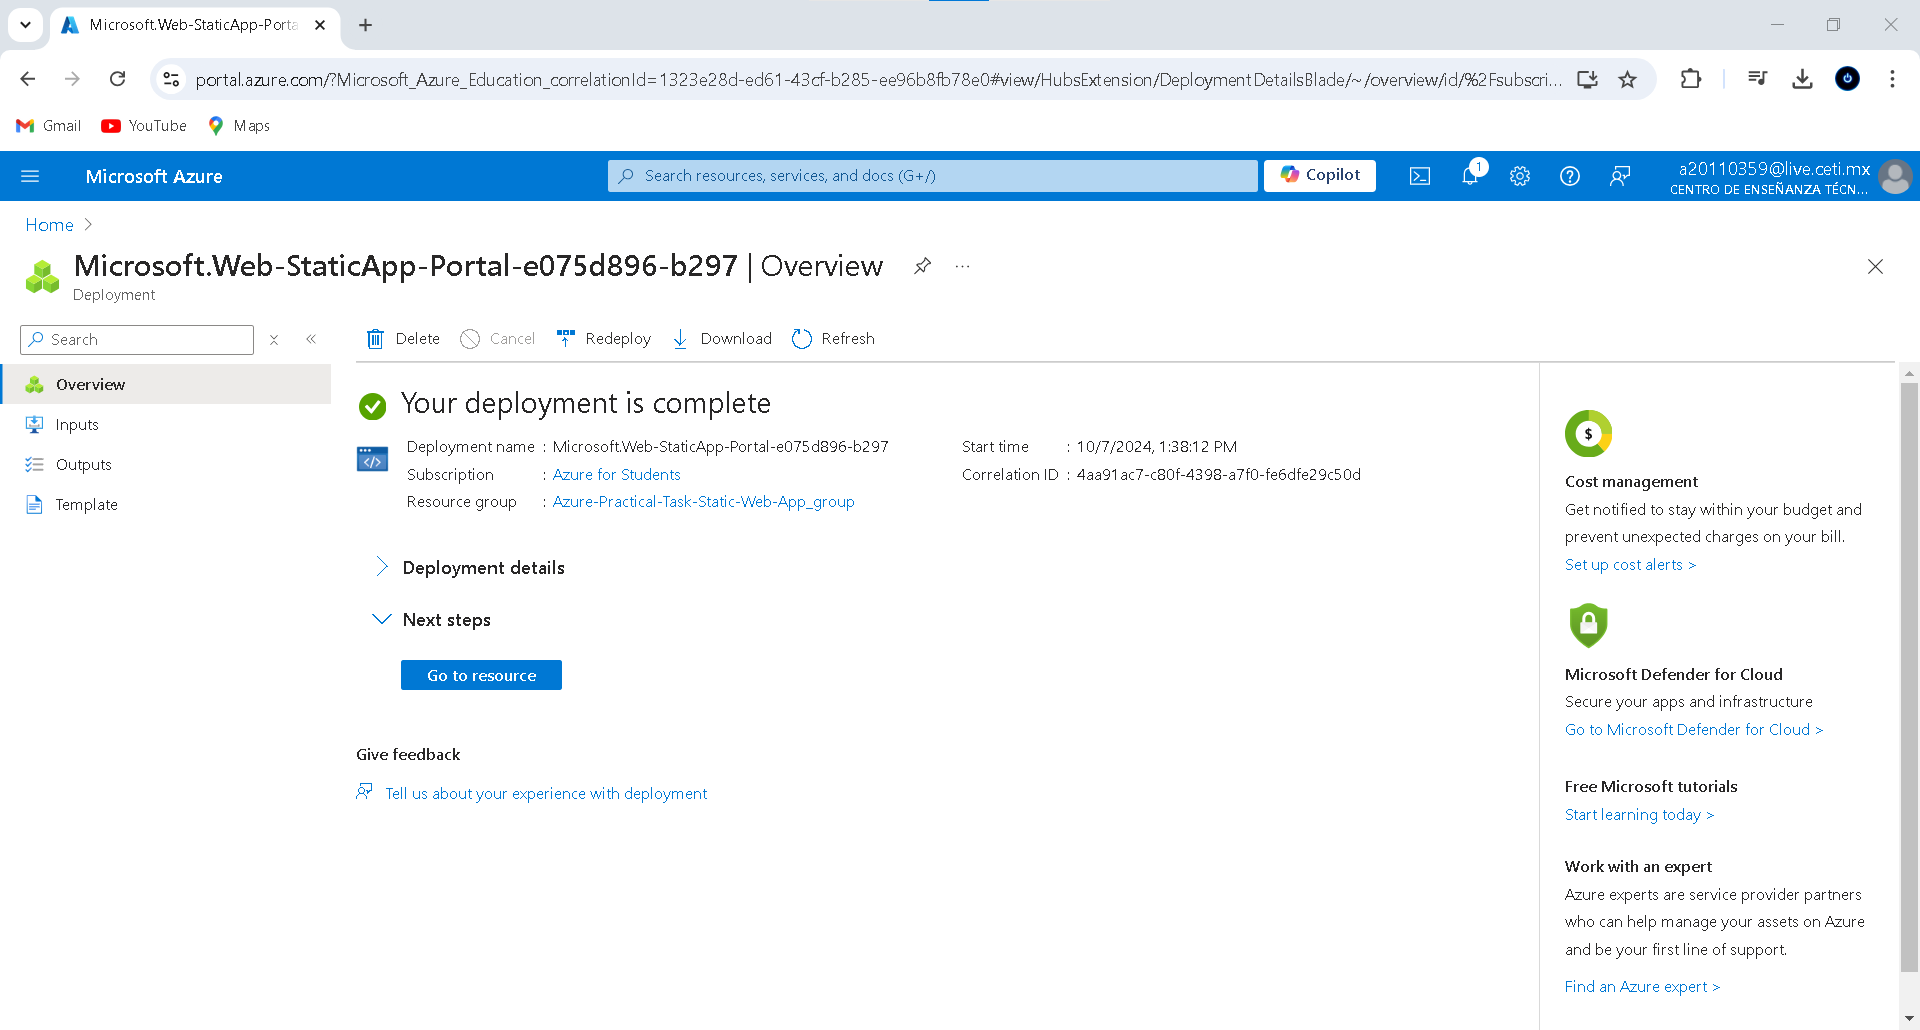 Microsoft.Web-StaticApp-Porta
portal.azure.com/?Microsoft_Azure_Education_correlationId=1323e28d-ed61-43cf-b285-ee96b8fb78e0#view/HubsExtension/DeploymentDetailsBlade/~/overview/id/%2Fsubscri...
Gmail YouTube Maps
Microsoft Azure
Search resources, services, and docs (G+/)
Copilot
1
a20110359@live.ceti.mx
CENTRO DE ENSEÑANZA TÉCN...
Home
Microsoft.Web-StaticApp-Portal-e075d896-b297 | Overview
Deployment
Search
Overview
Inputs
Outputs
Template
Delete Cancel Redeploy Download Refresh
Your deployment is complete
Deployment name : Microsoft.Web-StaticApp-Portal-e075d896-b297
Subscription : Azure for Students
Resource group : Azure-Practical-Task-Static-Web-App_group
Start time : 10/7/2024, 1:38:12 PM
Correlation ID : 4aa91ac7-c80f-4398-a7f0-fe6dfe29c50d
Deployment details
Next steps
Go to resource
Give feedback
Tell us about your experience with deployment
$
Cost management
Get notified to stay within your budget and
prevent unexpected charges on your bill.
Set up cost alerts >
Microsoft Defender for Cloud
Secure your apps and infrastructure
Go to Microsoft Defender for Cloud >
Free Microsoft tutorials
Start learning today >
Work with an expert
Azure experts are service provider partners
who can help manage your assets on Azure
and be your first line of support.
Find an Azure expert >